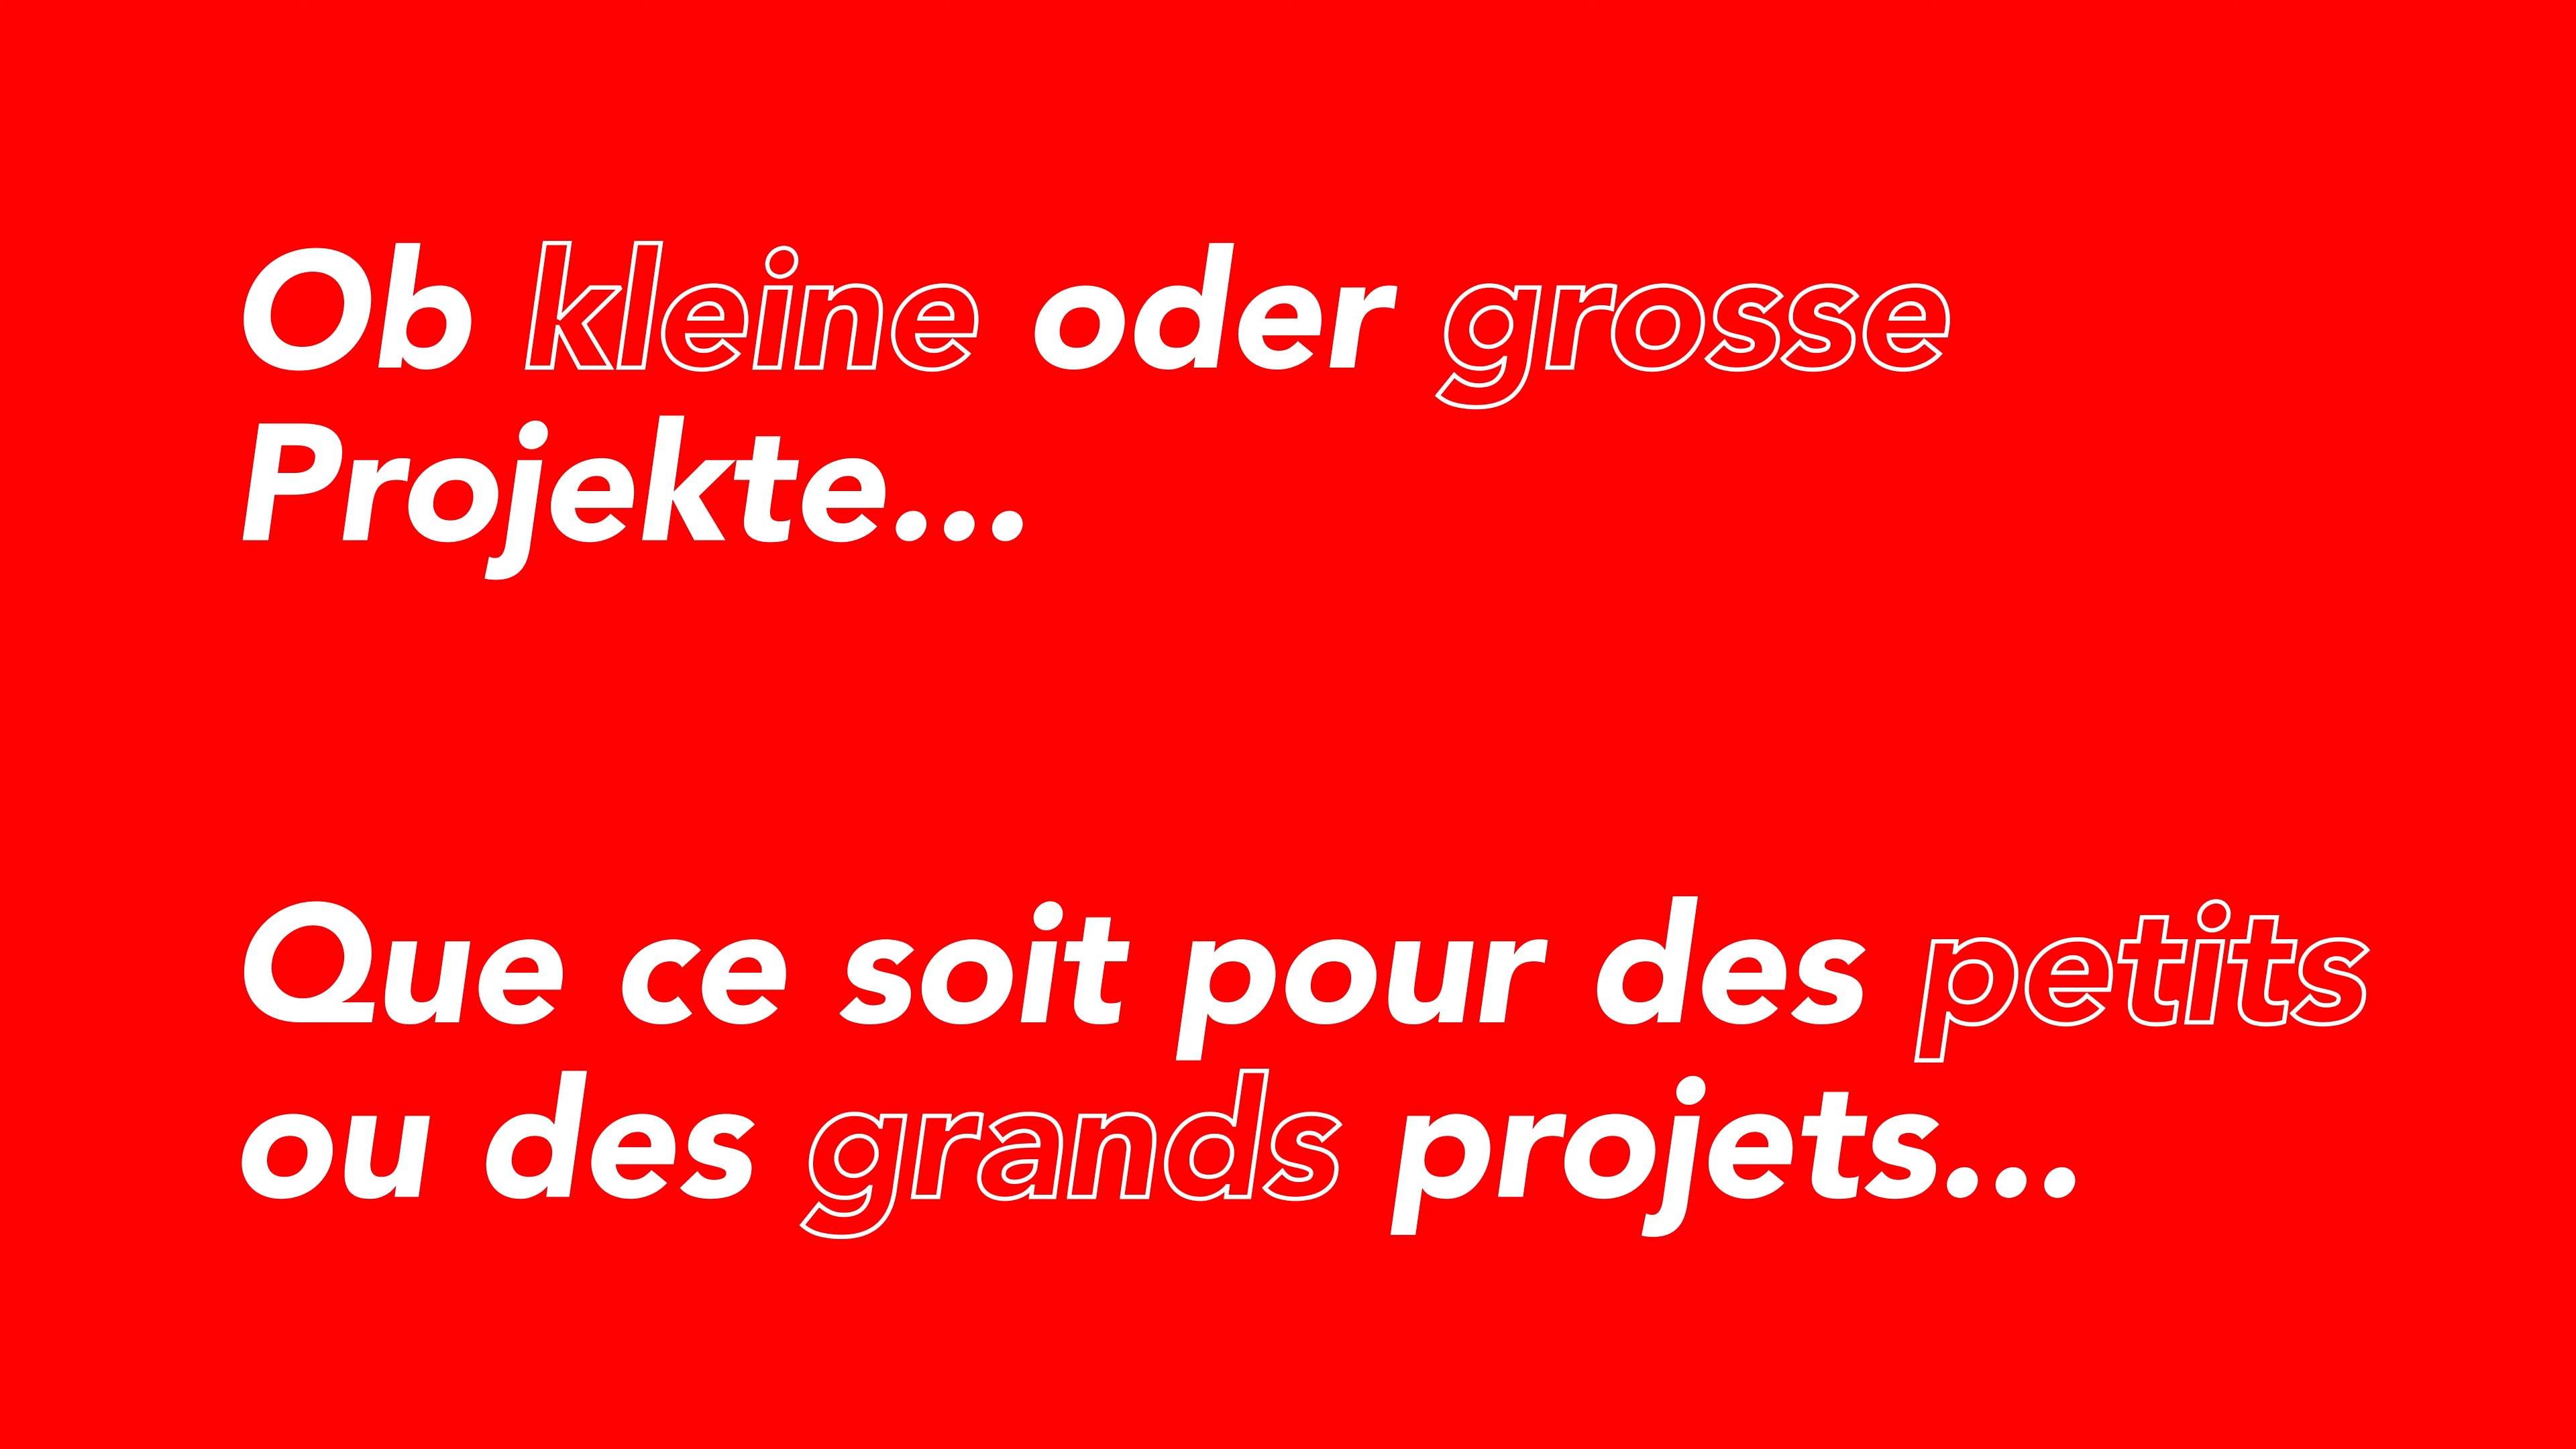 Ob kleine oder grosse
Projekte...
Que ce soit pour des petits
ou des grands projets...